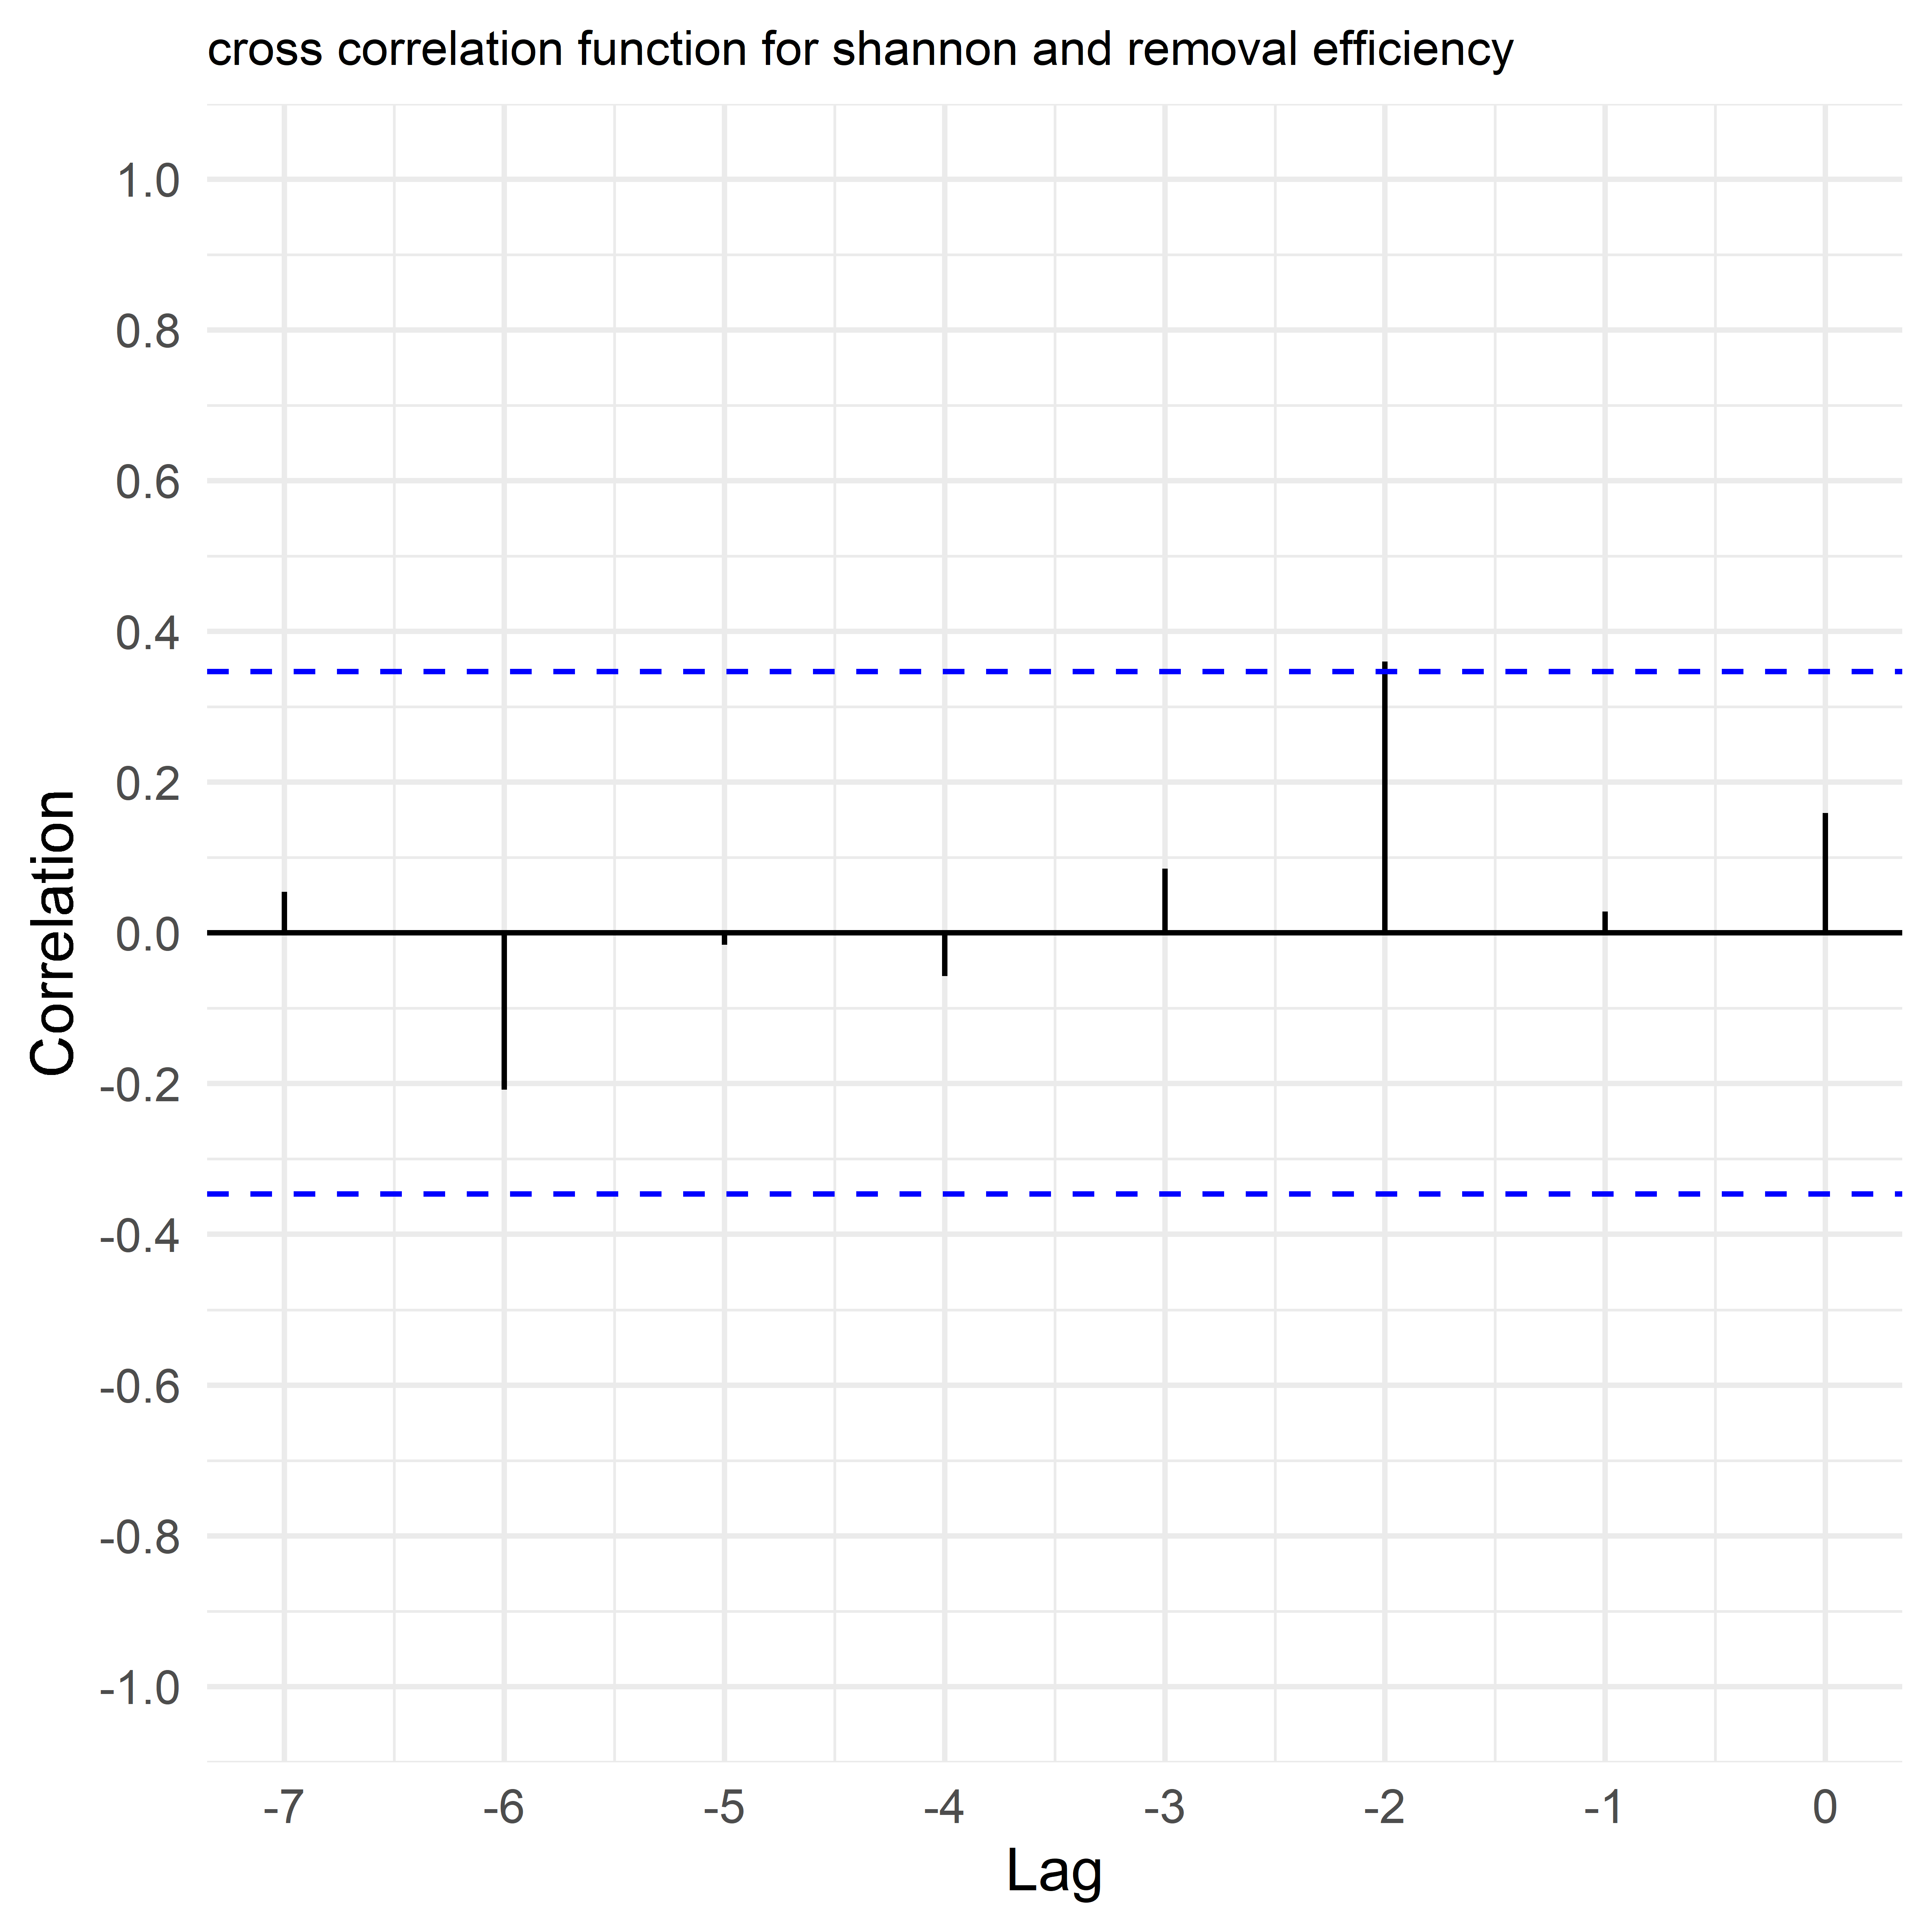 cross correlation function for shannon and removal efficiency
1.0
0.8
0.6
0.4
0.2
0.0
-0.2
-0.4
-0.6
-0.8
-1.0
Correlation
-7 -6 -5 -4 -3 -2 -1 0
Lag